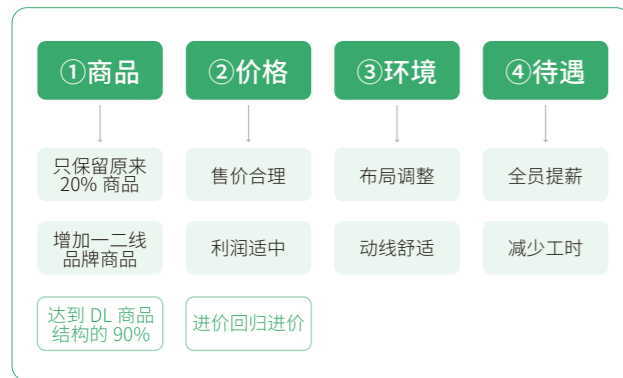 ①商品
②价格
③环境
④待遇
只保留原来
20% 商品
售价合理
布局调整
全员提薪
增加一二线
品牌商品
利润适中
动线舒适
减少工时
达到 DL 商品
结构的 90%
进价回归进价